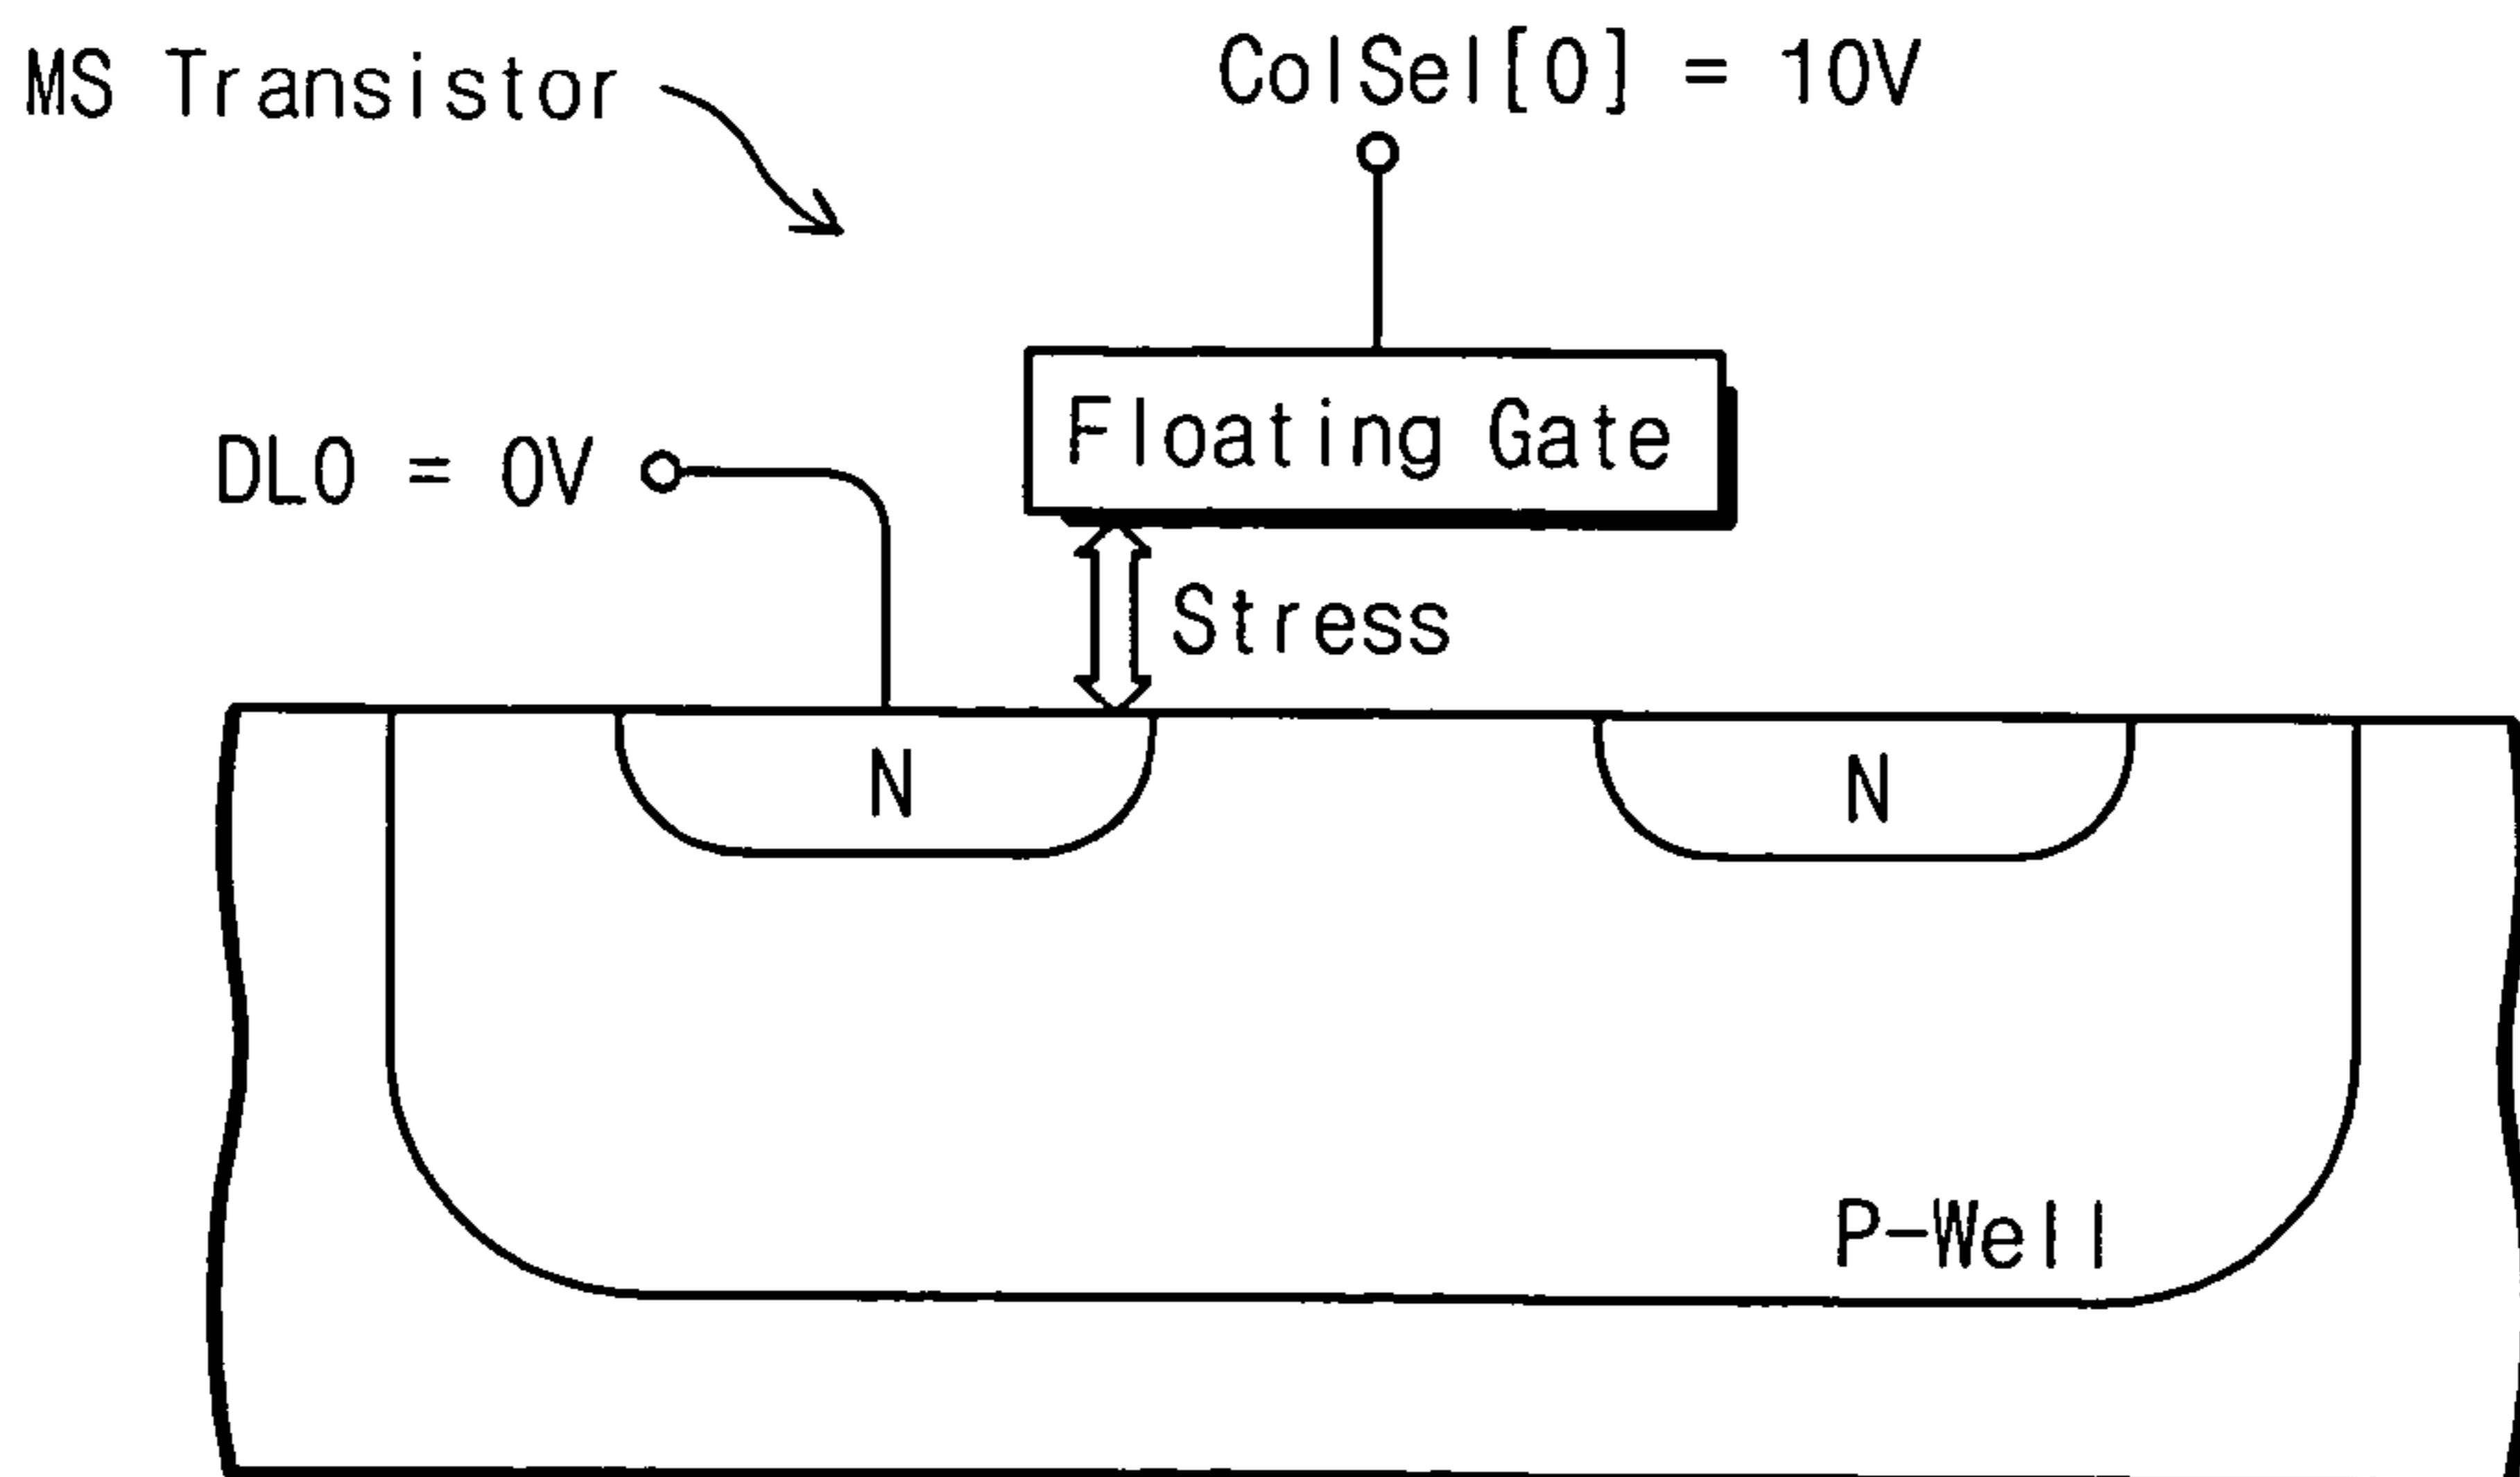 MS Transistor
ColSel[0] = 10V
Floating Gate
DL0 = 0V
Stress
N
N
P-Well